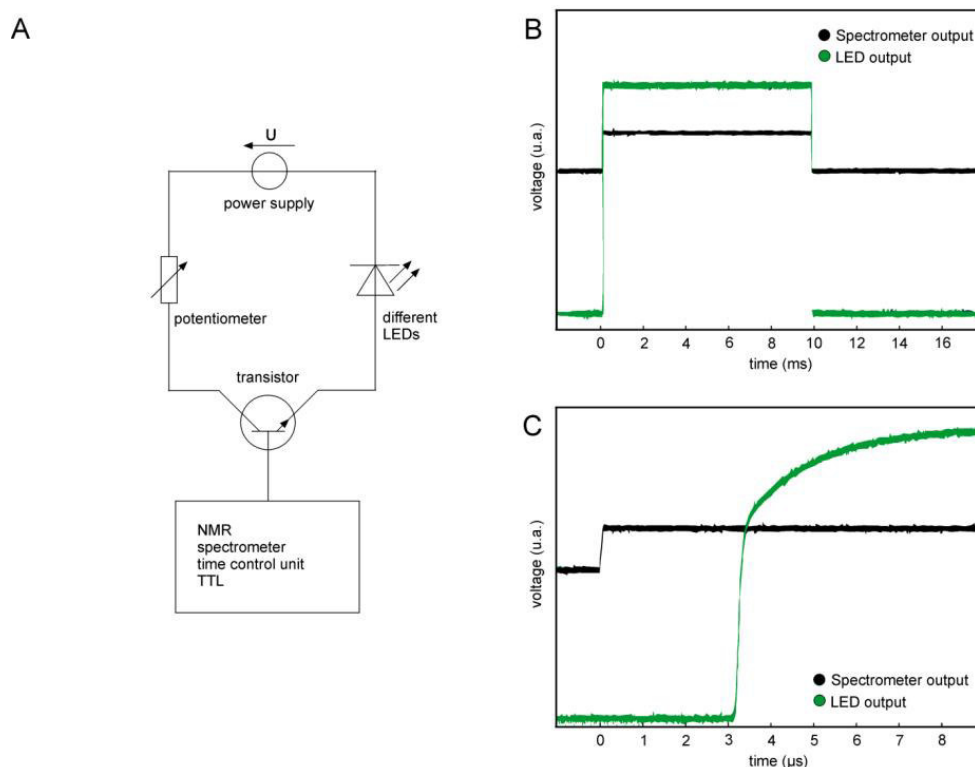 A
U
power supply
potentiometer
different
LEDs
transistor
NMR
spectrometer
time control unit
TTL
B
Spectrometer output
LED output
voltage (u.a.)
0 2 4 6 8 10 12 14 16
time (ms)
C
voltage (u.a.)
Spectrometer output
LED output
0 1 2 3 4 5 6 7 8
time (µs)